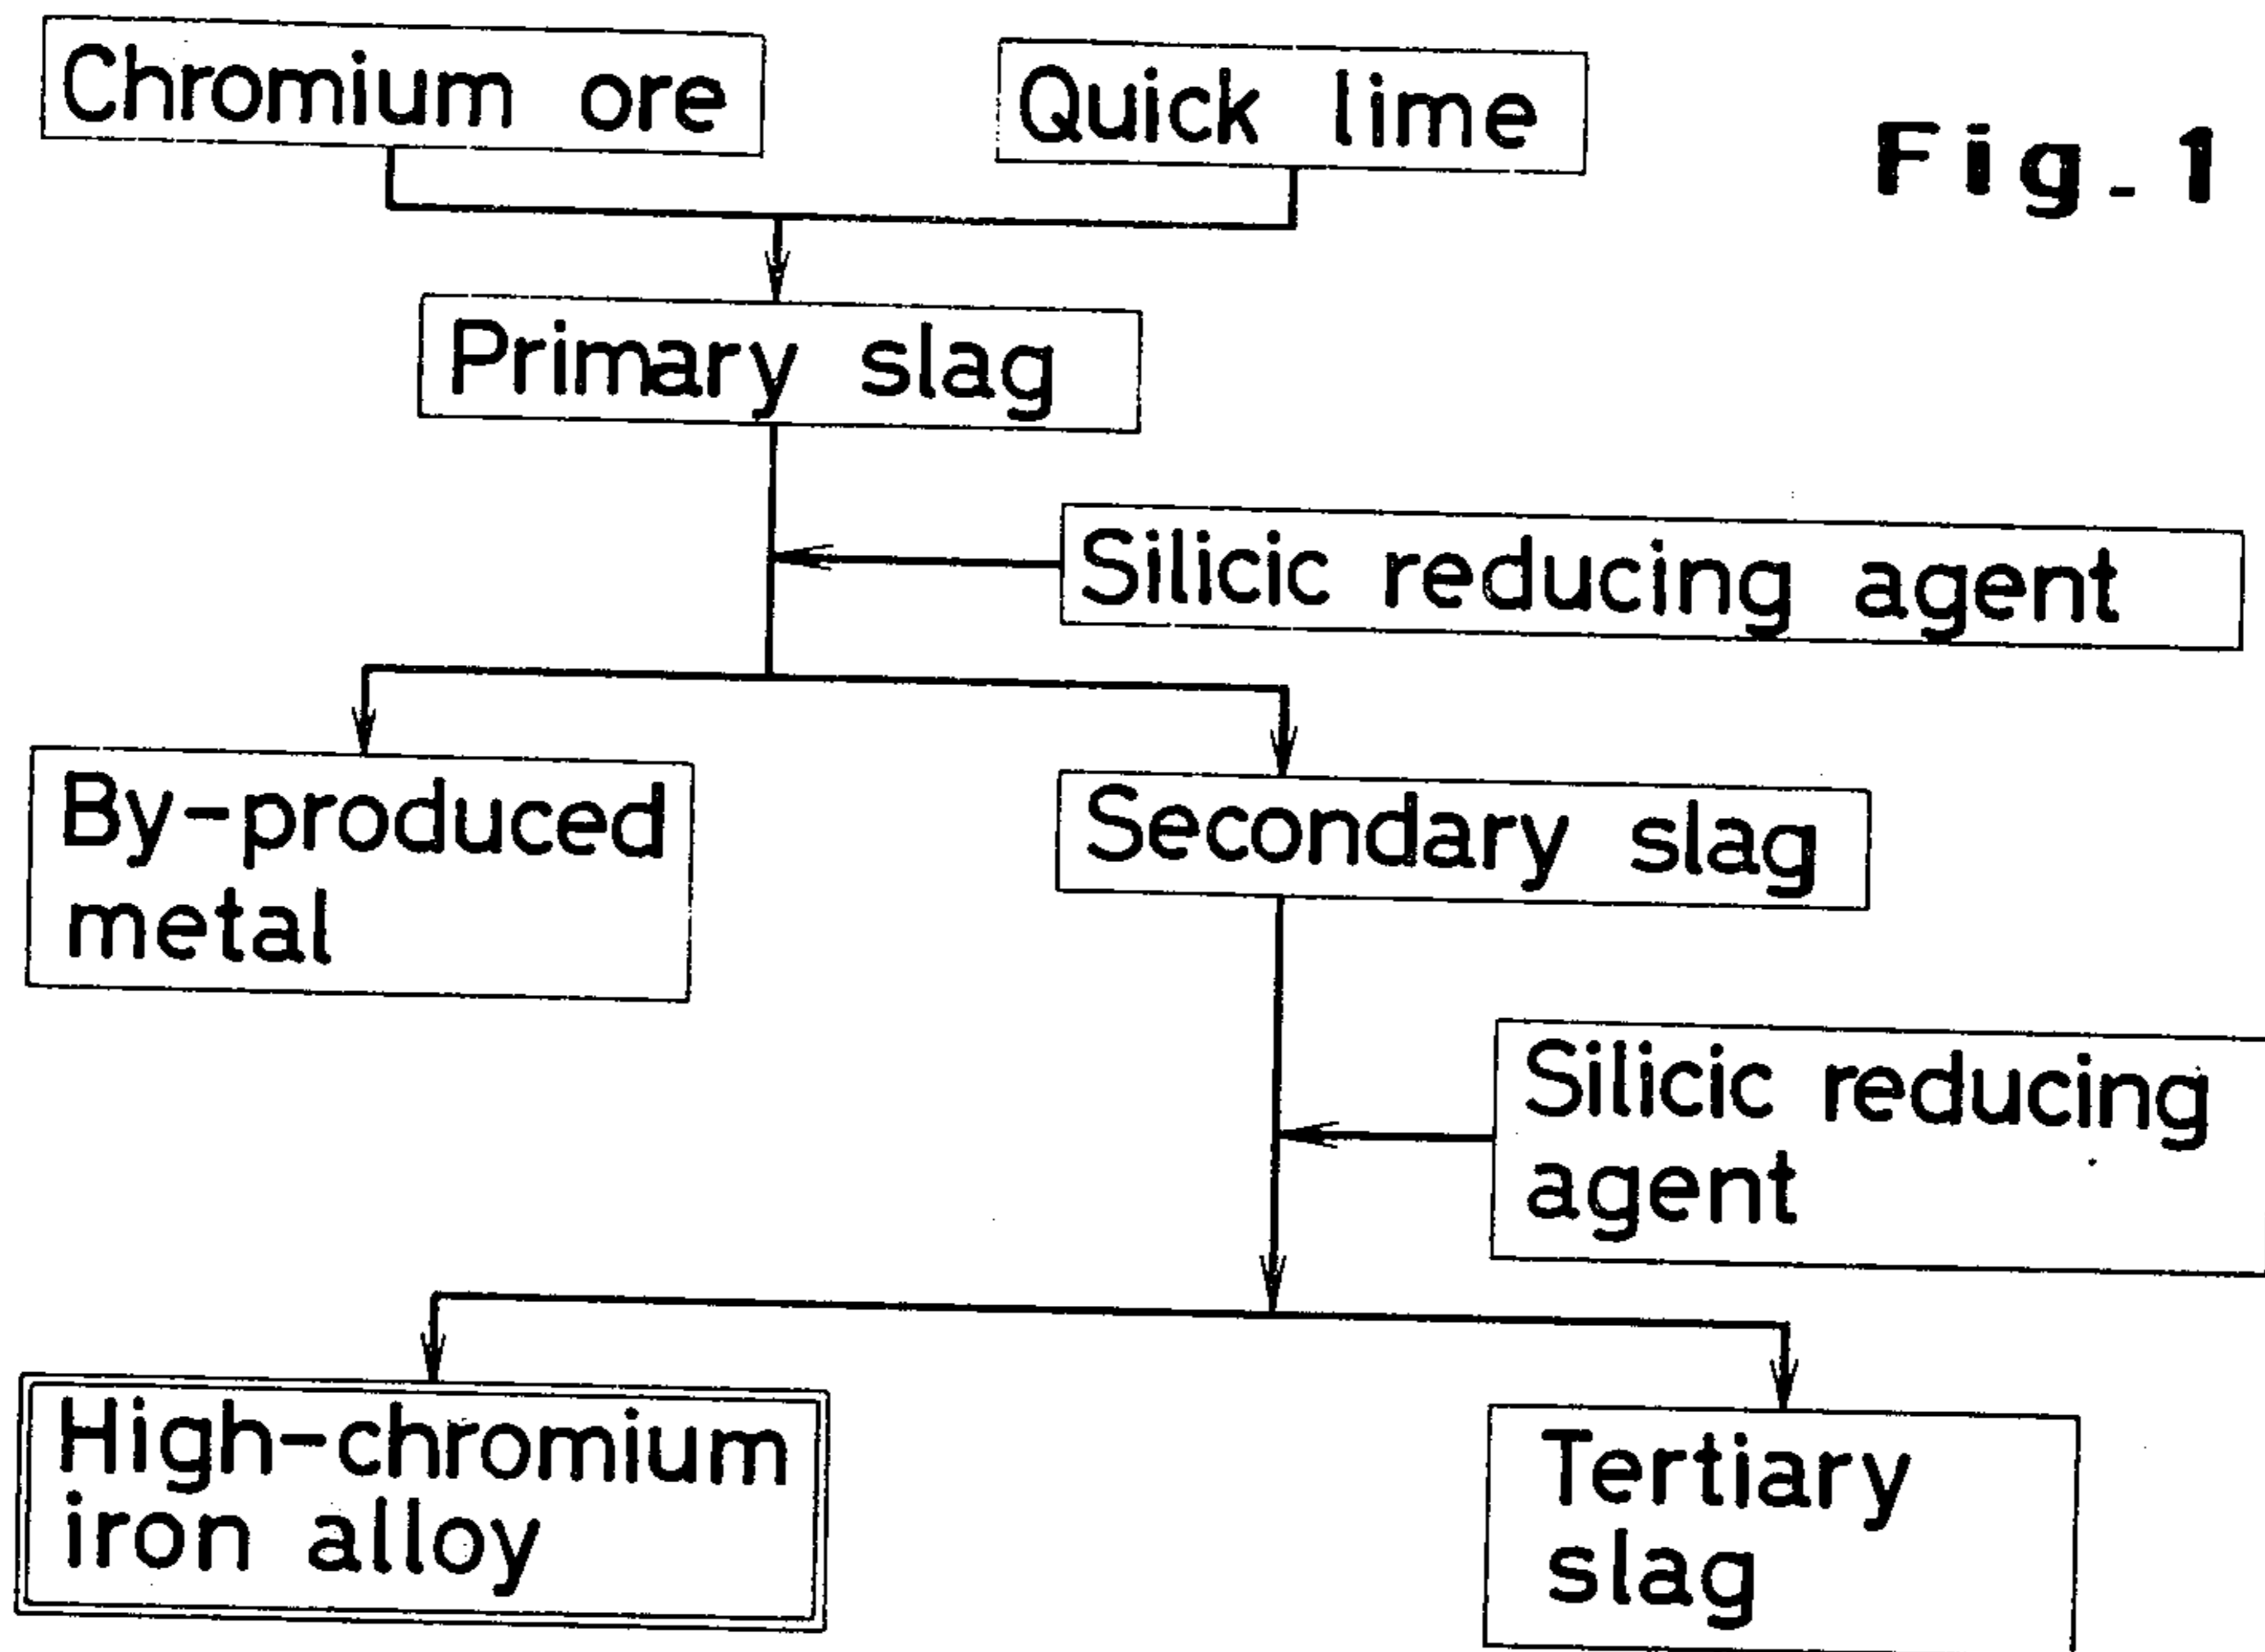 Chromium ore
Quick lime
Fig. 1
Primary slag
Silicic reducing agent
By-produced
metal
Secondary slag
Silicic reducing
agent
High-chromium
iron alloy
Tertiary
slag